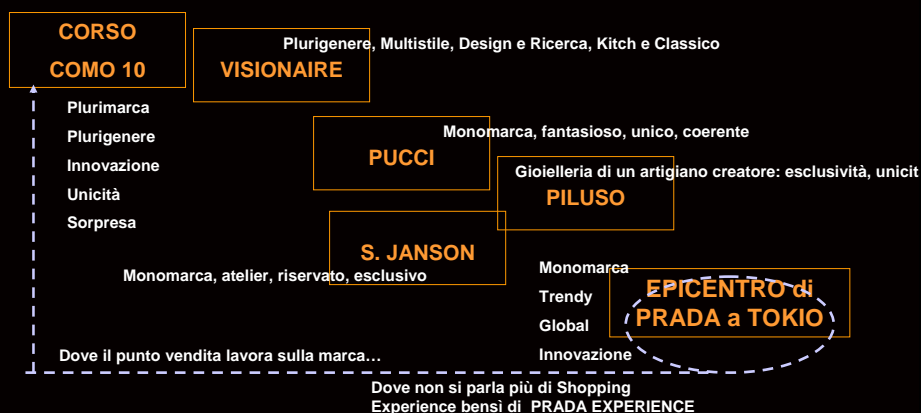 CORSO
COMO 10
Plurigenere, Multistile, Design e Ricerca, Kitch e Classico
VISIONAIRE
Plurimarca
Plurigenere
Innovazione
Unicità
Sorpresa
Monomarca, fantasioso, unico, coerente
PUCCI
Gioielleria di un artigiano creatore: esclusività, unicit
PILUSO
S. JANSON
Monomarca, atelier, riservato, esclusivo
Monomarca
Trendy
Global
Innovazione
EPICENTRO di
PRADA a TOKIO
Dove il punto vendita lavora sulla marca…
Dove non si parla più di Shopping
Experience bensì di PRADA EXPERIENCE